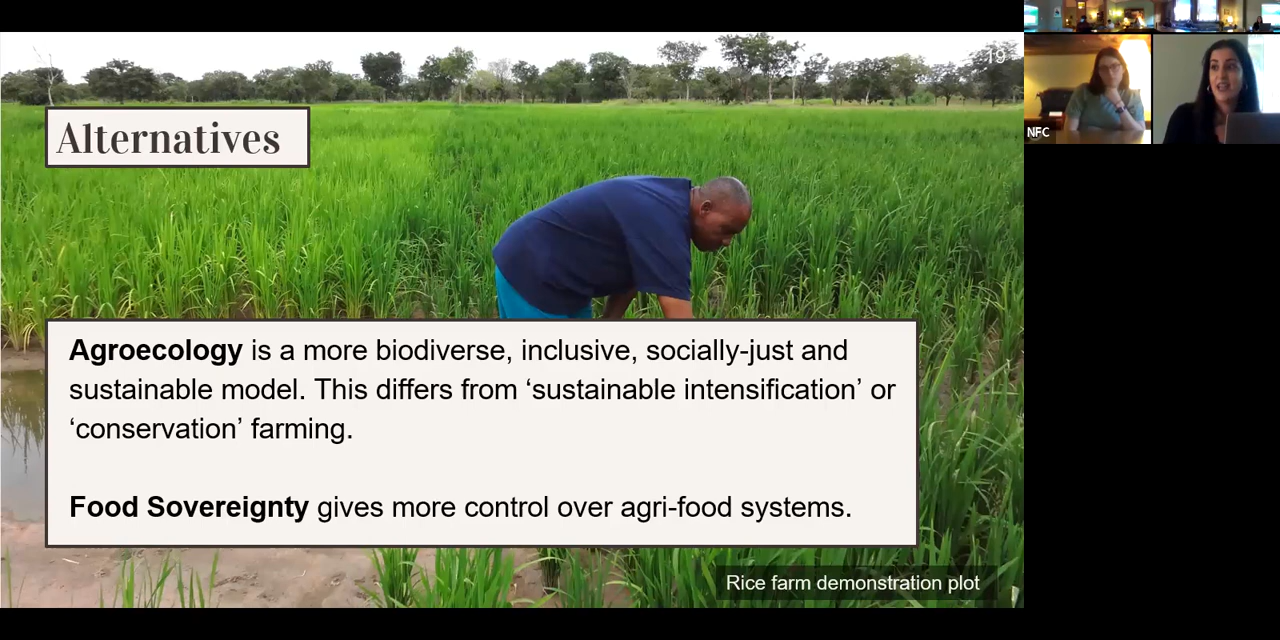 19
Alternatives
NFC
Agroecology is a more biodiverse, inclusive, socially-just and
sustainable model. This differs from ‘sustainable intensification’ or
‘conservation’ farming.
Food Sovereignty gives more control over agri-food systems.
Rice farm demonstration plot